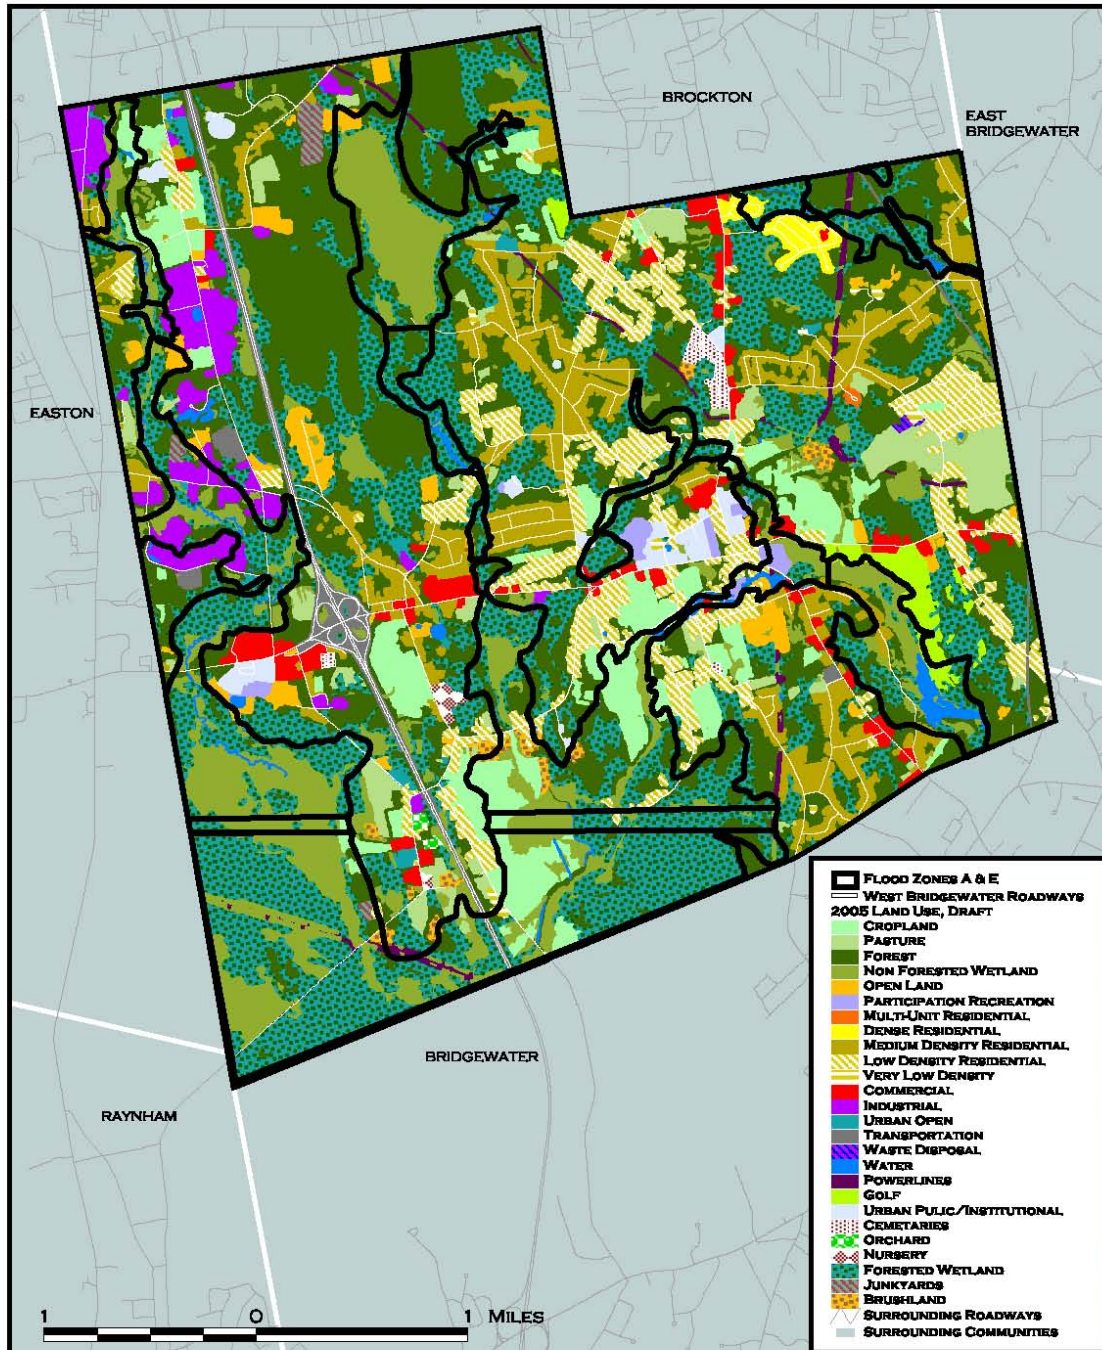 BROCKTON
EAST
BRIDGEWATER
EASTON
BRIDGEWATER
RAYNHAM
FLOOD ZONES A & E
WEST BRIDGEWATER ROADWAYS
2005 LAND USE, DRAFT
CROPLAND
PASTURE
FOREST
NON FORESTED WETLAND
OPEN LAND
PARTICIPATION RECREATION
MULTI-UNIT RESIDENTIAL
DENSE RESIDENTIAL
MEDIUM DENSITY RESIDENTIAL
LOW DENSITY RESIDENTIAL
VERY LOW DENSITY
COMMERCIAL
INDUSTRIAL
URBAN OPEN
TRANSPORTATION
WASTE DISPOSAL
WATER
POWERLINES
GOLF
URBAN PULIC/INSTITUTIONAL
CEMETARIES
ORCHARD
NURSERY
FORESTED WETLAND
JUNKYARDS
BRUSHLAND
SURROUNDING ROADWAYS
SURROUNDING COMMUNITIES
1 0 1 MILES